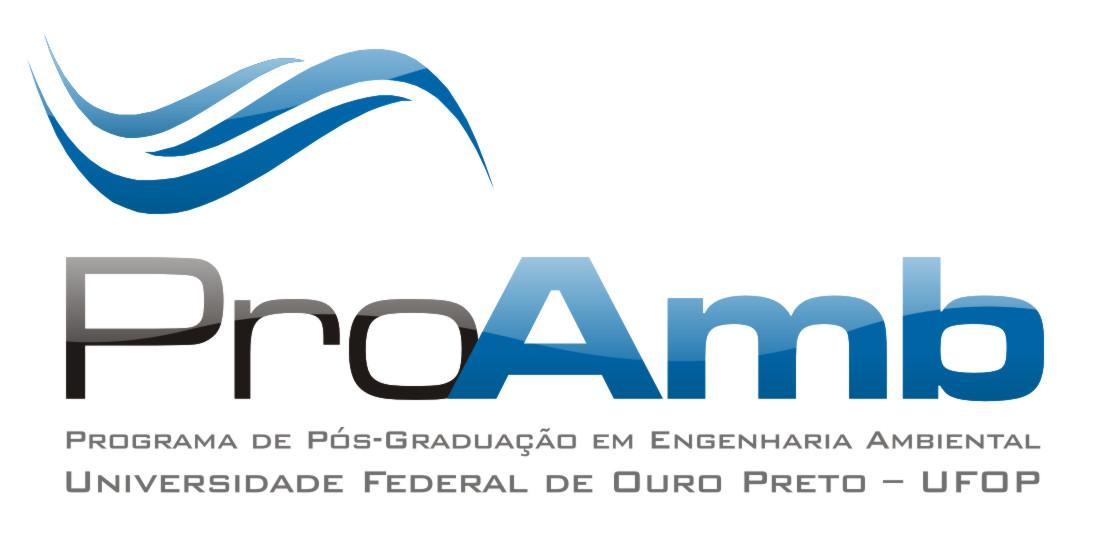 ProAmb
Programa de Pós-Graduação em Engenharia Ambiental
Universidade Federal de Ouro Preto – UFOP